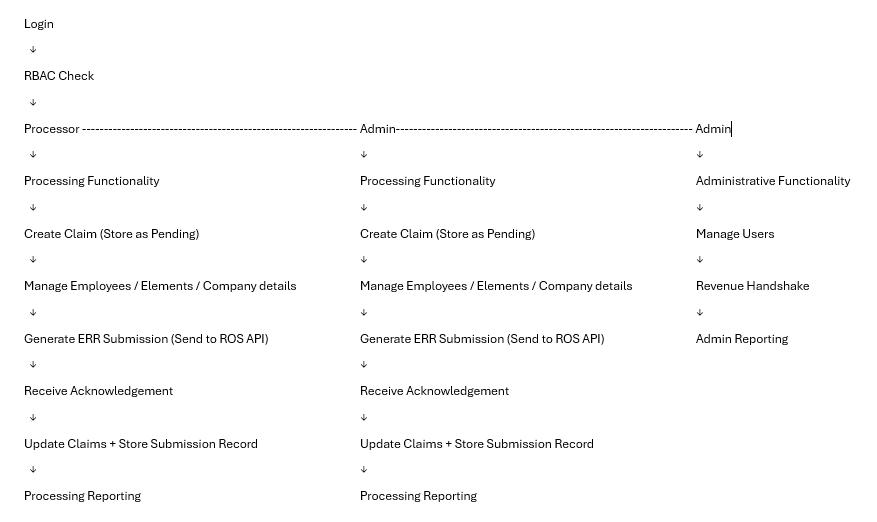 Login
↓
RBAC Check
↓
Processor ---------------------------------------------------------------- Admin--------------------------------------------------------------------- Admin
↓ ↓ ↓
Processing Functionality Processing Functionality Administrative Functionality
↓ ↓ ↓
Create Claim (Store as Pending) Create Claim (Store as Pending) Manage Users
↓ ↓ ↓
Manage Employees / Elements / Company details Manage Employees / Elements / Company details Revenue Handshake
↓ ↓ ↓
Generate ERR Submission (Send to ROS API) Generate ERR Submission (Send to ROS API) Admin Reporting
↓ ↓
Receive Acknowledgement Receive Acknowledgement
↓ ↓
Update Claims + Store Submission Record Update Claims + Store Submission Record
↓ ↓
Processing Reporting Processing Reporting